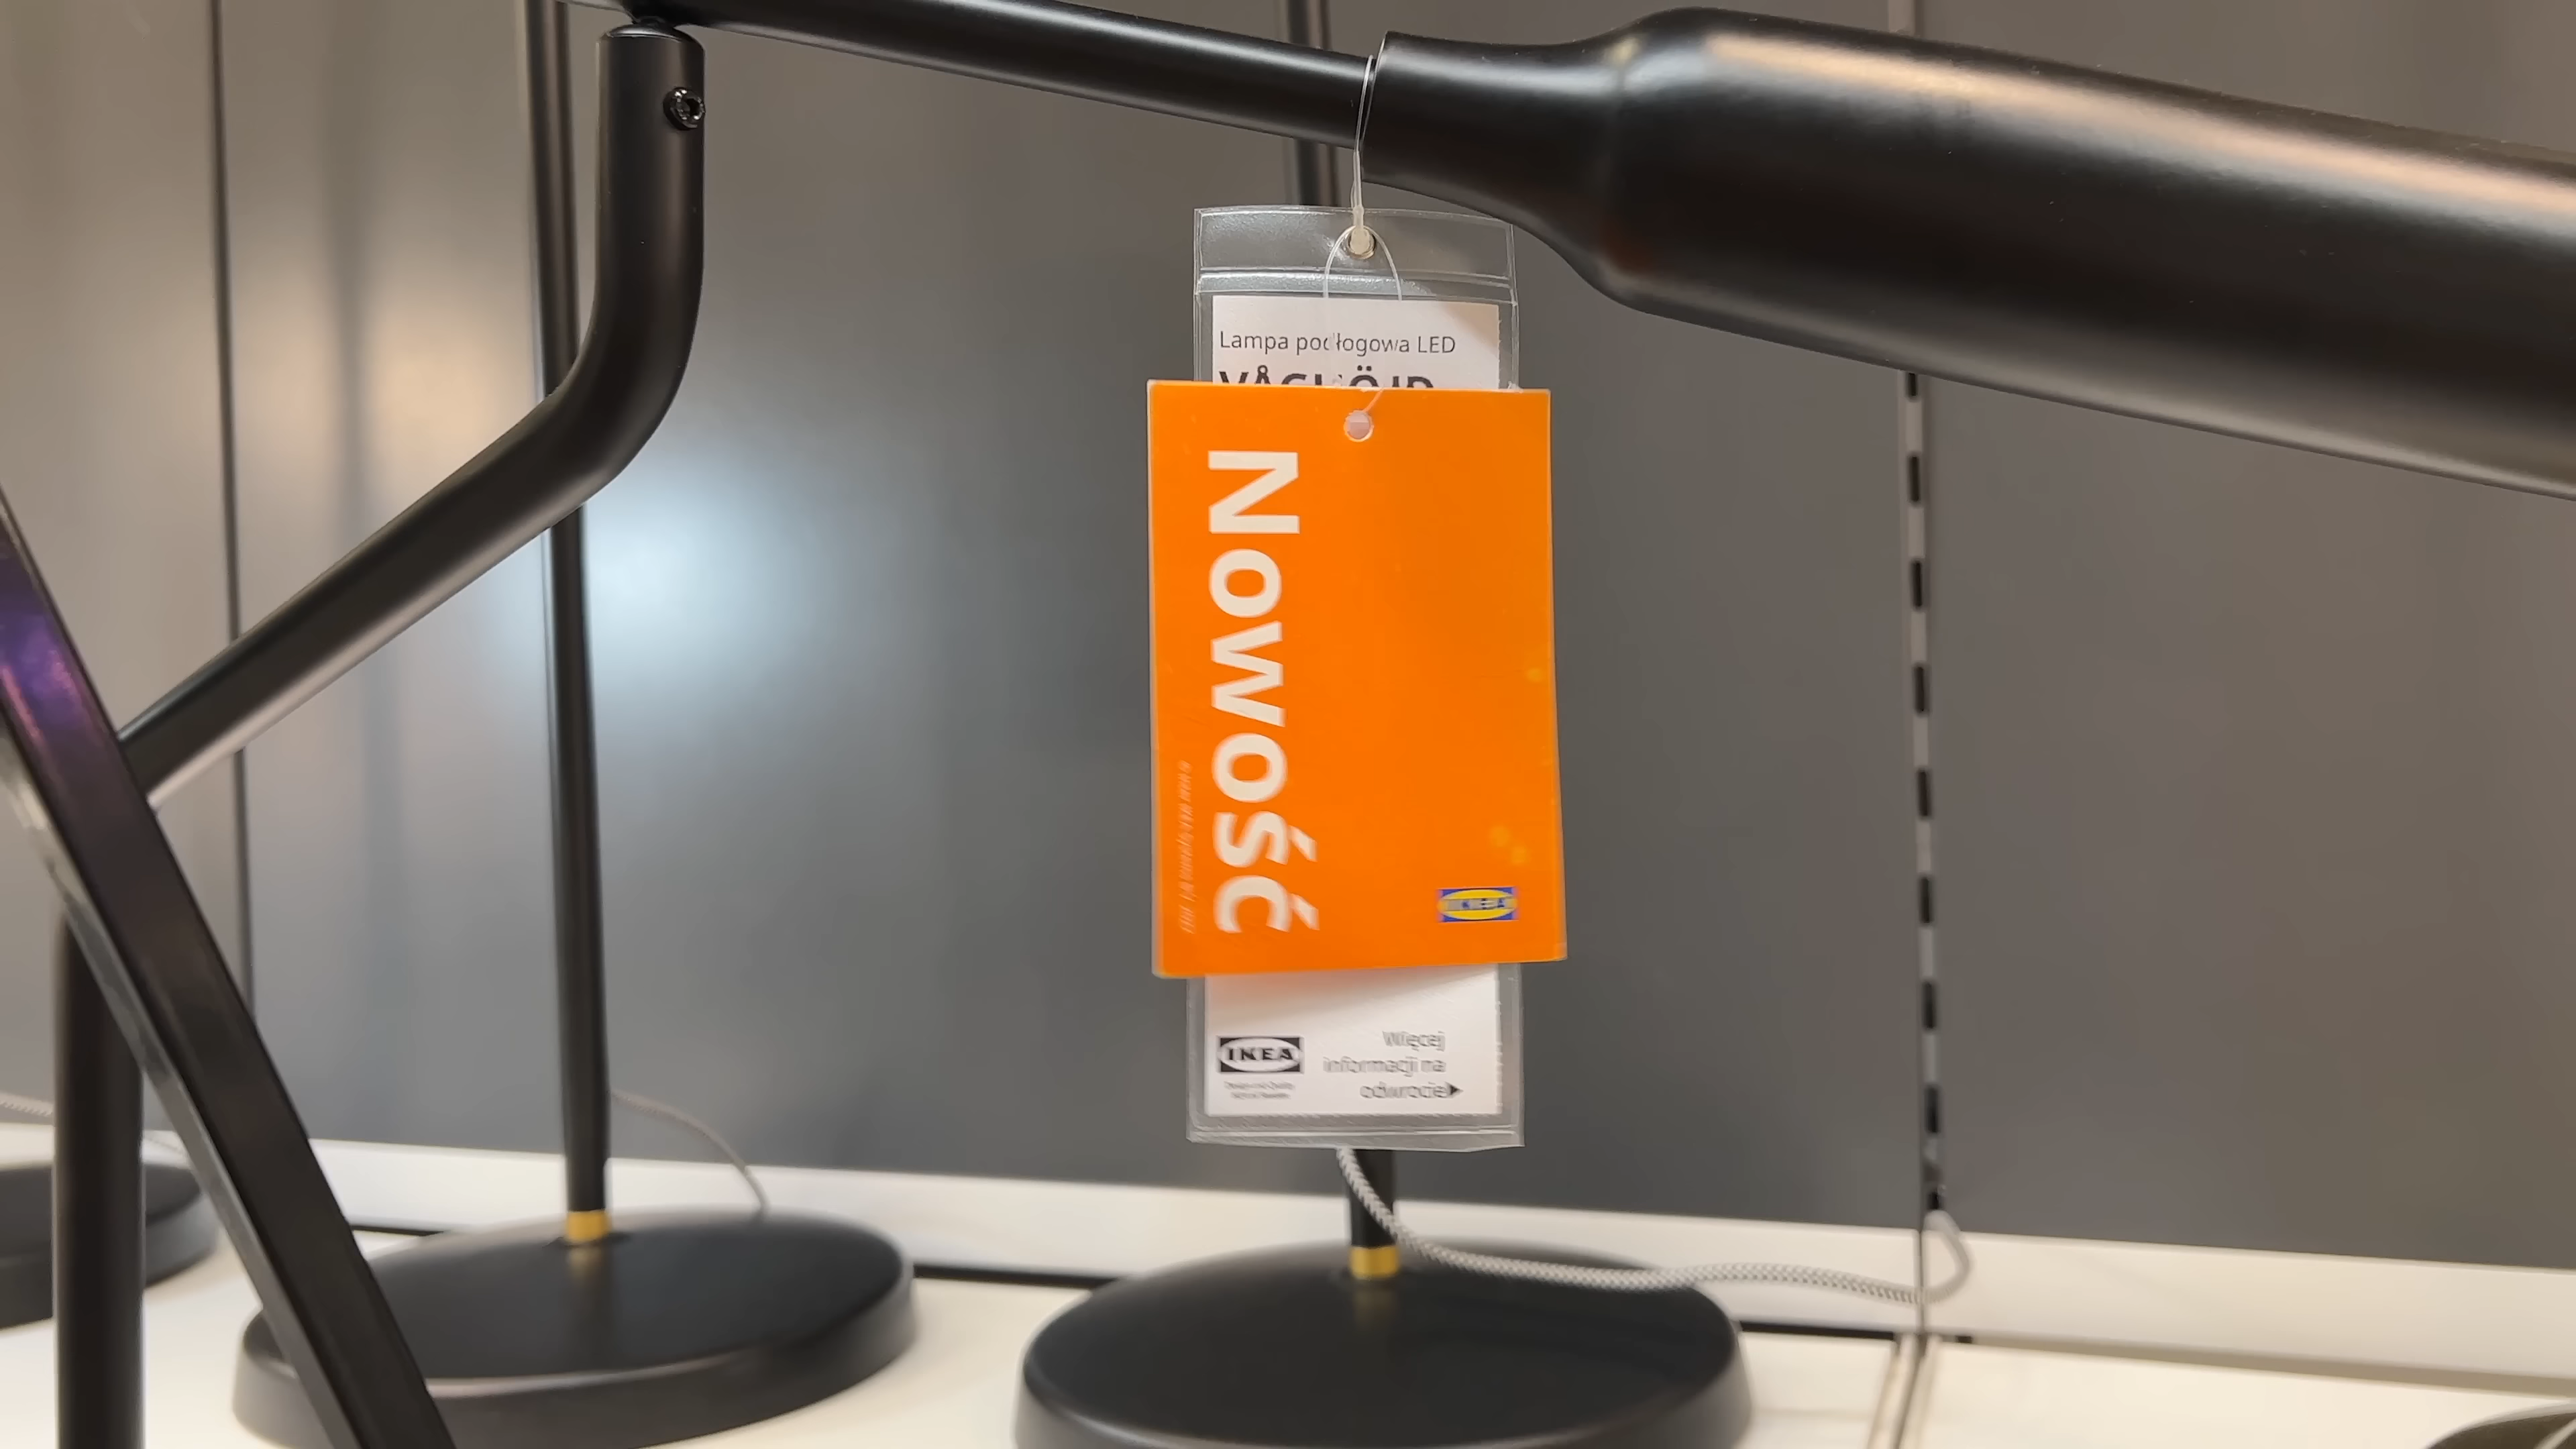 Lampa podłogowa LED
Nowość
IKEA
IKEA
Więcej
informacji na
odwrocie